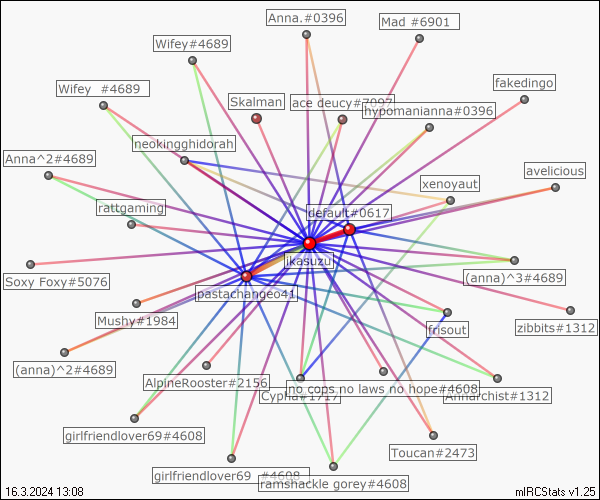 Anna.#0396
Mad #6901
Wifey#4689
fakedingo
Wifey  #4689
Skalman
ace deucy#7097
hypomanianna#0396
neokingghidorah
Anna^2#4689
avelicious
xenoyaut
rattgaming
default#0617
ikasuzu
Soxy Foxy#5076
(anna)^3#4689
pastachangeo41
Mushy#1984
frisout
zibbits#1312
(anna)^2#4689
AlpineRooster#2156
no cops no laws no hope#4608
Cypha#1717
Annarchist#1312
girlfriendlover69#4608
Toucan#2473
girlfriendlover69  #4608
ramshackle gorey#4608
16.3.2024 13:08
mIRCStats v1.25